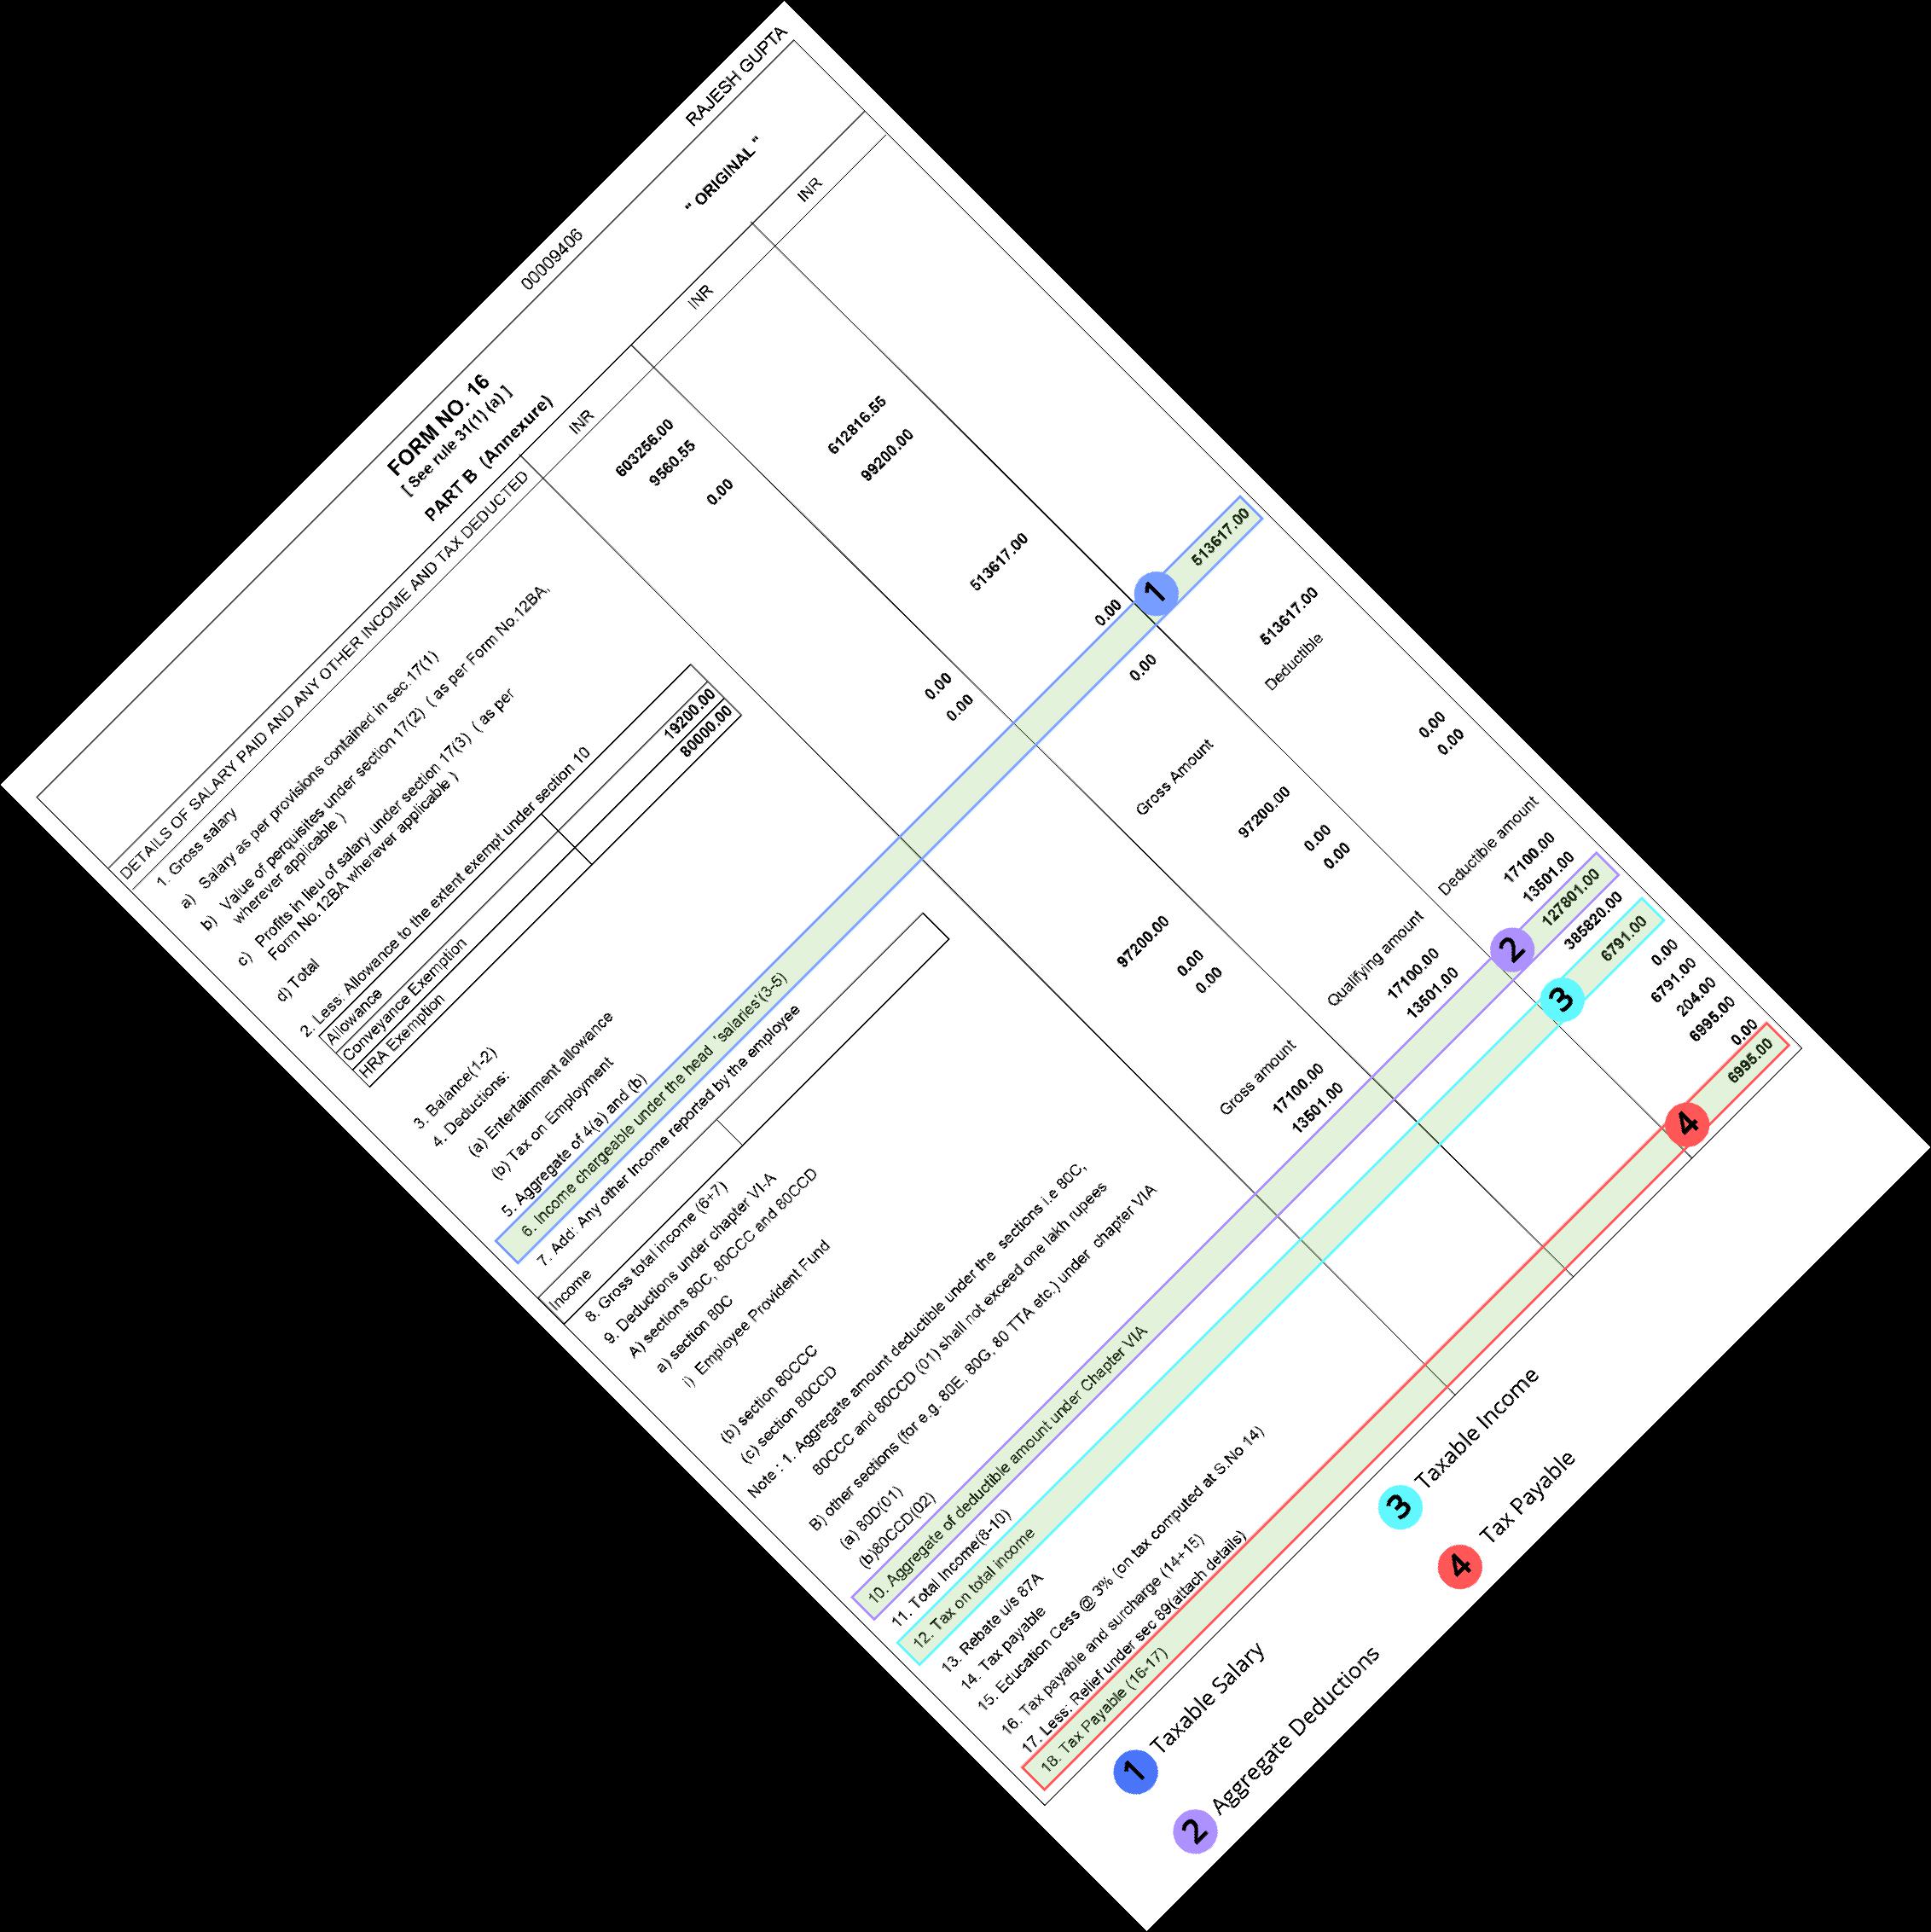 00009406 RAJESH GUPTA
" ORIGINAL "
FORM NO. 16
[ See rule 31(1) (a) ]
PART B (Annexure)
DETAILS OF SALARY PAID AND ANY OTHER INCOME AND TAX DEDUCTED
INR INR INR
1. Gross salary
a) Salary as per provisions contained in sec.17(1) 603256.00
b) Value of perquisites under section 17(2) ( as per Form No.12BA, 9560.55
wherever applicable )
c) Profits in lieu of salary under section 17(3) ( as per 0.00
Form No.12BA wherever applicable )
d) Total 612816.55
2. Less: Allowance to the extent exempt under section 10 99200.00
Allowance
Conveyance Exemption 19200.00
HRA Exemption 80000.00
3. Balance(1-2) 513617.00
4. Deductions:
(a) Entertainment allowance 0.00
(b) Tax on Employment 0.00
5. Aggregate of 4(a) and (b) 0.00
6. Income chargeable under the head 'salaries'(3-5) 1 513617.00
7. Add: Any other Income reported by the employee 0.00
Income
8. Gross total income (6+7) 513617.00
9. Deductions under chapter VI-A Gross Amount Deductible
A) sections 80C, 80CCC and 80CCD
a) section 80C
i) Employee Provident Fund 97200.00 97200.00
(b) section 80CCC 0.00 0.00 0.00
(c) section 80CCD 0.00 0.00 0.00
Note : 1. Aggregate amount deductible under the sections i.e 80C,
80CCC and 80CCD (01) shall not exceed one lakh rupees
B) other sections (for e.g. 80E, 80G, 80 TTA etc.) under chapter VIA Gross amount Qualifying amount Deductible amount
(a) 80D(01) 17100.00 17100.00 17100.00
(b)80CCD(02) 13501.00 13501.00 13501.00
10. Aggregate of deductible amount under Chapter VIA 2 127801.00
11. Total Income(8-10) 385820.00
12. Tax on total income 3 6791.00
13. Rebate u/s 87A 0.00
14. Tax payable 6791.00
15. Education Cess @ 3% (on tax computed at S.No 14) 204.00
16. Tax payable and surcharge (14+15) 6995.00
17. Less: Relief under sec 89(attach details) 0.00
18. Tax Payable (16-17) 4 6995.00
1 Taxable Salary 3 Taxable Income
2 Aggregate Deductions 4 Tax Payable